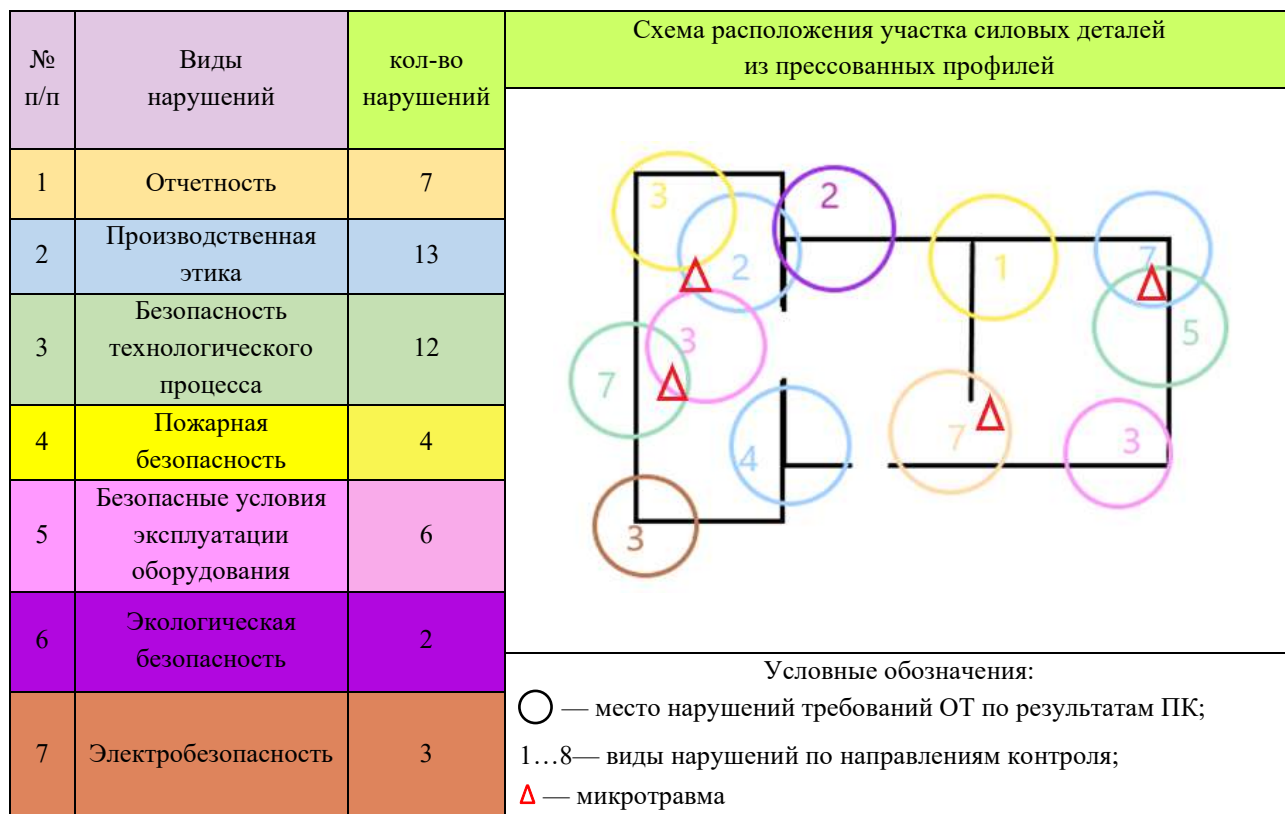 №
п/п
Виды
нарушений
кол-во
нарушений
Схема расположения участка силовых деталей
из прессованных профилей
1
Отчетность
7
2
Производственная
этика
13
3
Безопасность
технологического
процесса
12
4
Пожарная
безопасность
4
5
Безопасные условия
эксплуатации
оборудования
6
6
Экологическая
безопасность
2
7
Электробезопасность
3
3
2
2
1
7
3
5
7
4
7
3
3
Условные обозначения:
— место нарушений требований ОТ по результатам ПК;
1…8— виды нарушений по направлениям контроля;
— микротравма